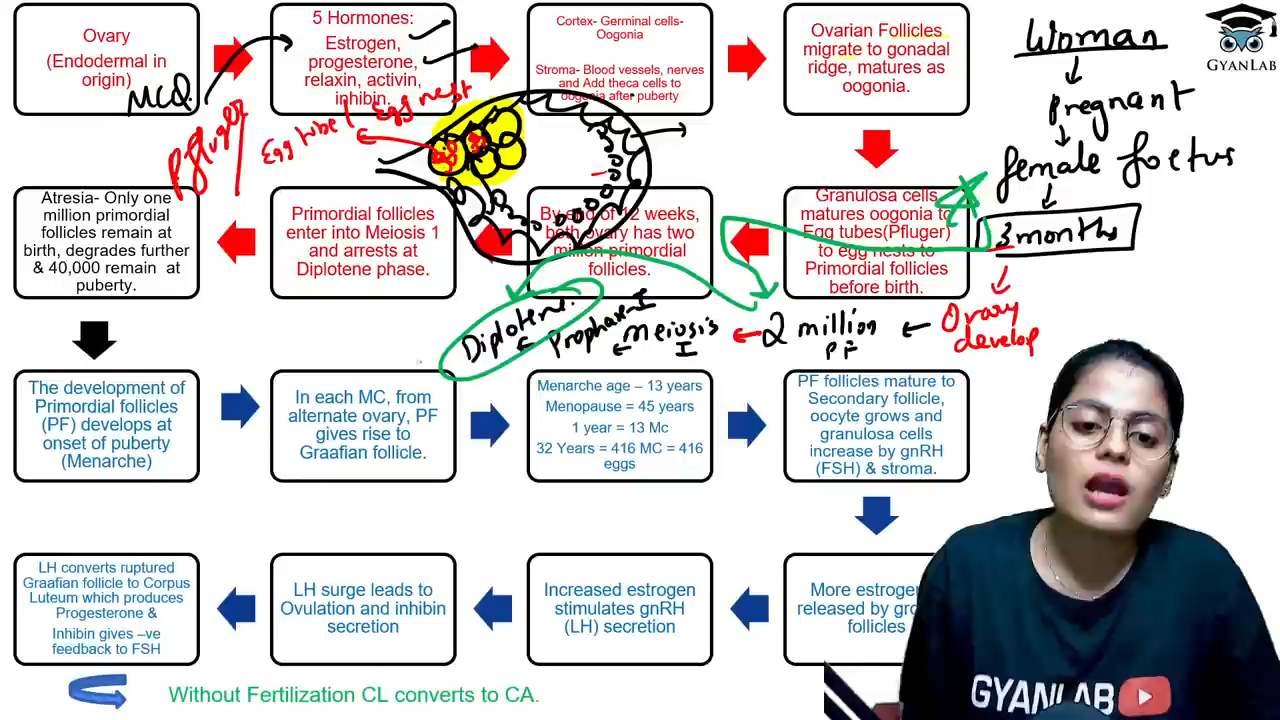 Ovary
(Endodermal in
origin)
5 Hormones:
Estrogen,
progesterone,
relaxin, activin,
inhibin.
Cortex- Germinal cells-
Oogonia
Stroma- Blood vessels, nerves
and Add theca cells to
oogonia after puberty
Ovarian Follicles
migrate to gonadal
ridge, matures as
oogonia.
Woman
GYANLAB
MCQ.
Pfluger
Egg tube / Egg nest
Pregnant
female foetus
3 months
Atresia- Only one
million primordial
follicles remain at
birth, degrades further
& 40,000 remain at
puberty.
Primordial follicles
enter into Meiosis 1
and arrests at
Diplotene phase.
By end of 12 weeks,
both ovary has two
million primordial
follicles.
Granulosa cells
matures oogonia to
Egg tubes(Pfluger)
to egg nests to
Primordial follicles
before birth.
Diplotene.
Prophase-I
Meiosis
I
2 million
PF
Ovary
develop
The development of
Primordial follicles
(PF) develops at
onset of puberty
(Menarche)
In each MC, from
alternate ovary, PF
gives rise to
Graafian follicle.
Menarche age – 13 years
Menopause = 45 years
1 year = 13 Mc
32 Years = 416 MC = 416
eggs
PF follicles mature to
Secondary follicle,
oocyte grows and
granulosa cells
increase by gnRH
(FSH) & stroma.
LH converts ruptured
Graafian follicle to Corpus
Luteum which produces
Progesterone &
Inhibin gives –ve
feedback to FSH
LH surge leads to
Ovulation and inhibin
secretion
Increased estrogen
stimulates gnRH
(LH) secretion
More estrogen
released by
follicles
Without Fertilization CL converts to CA.
GYANLAB